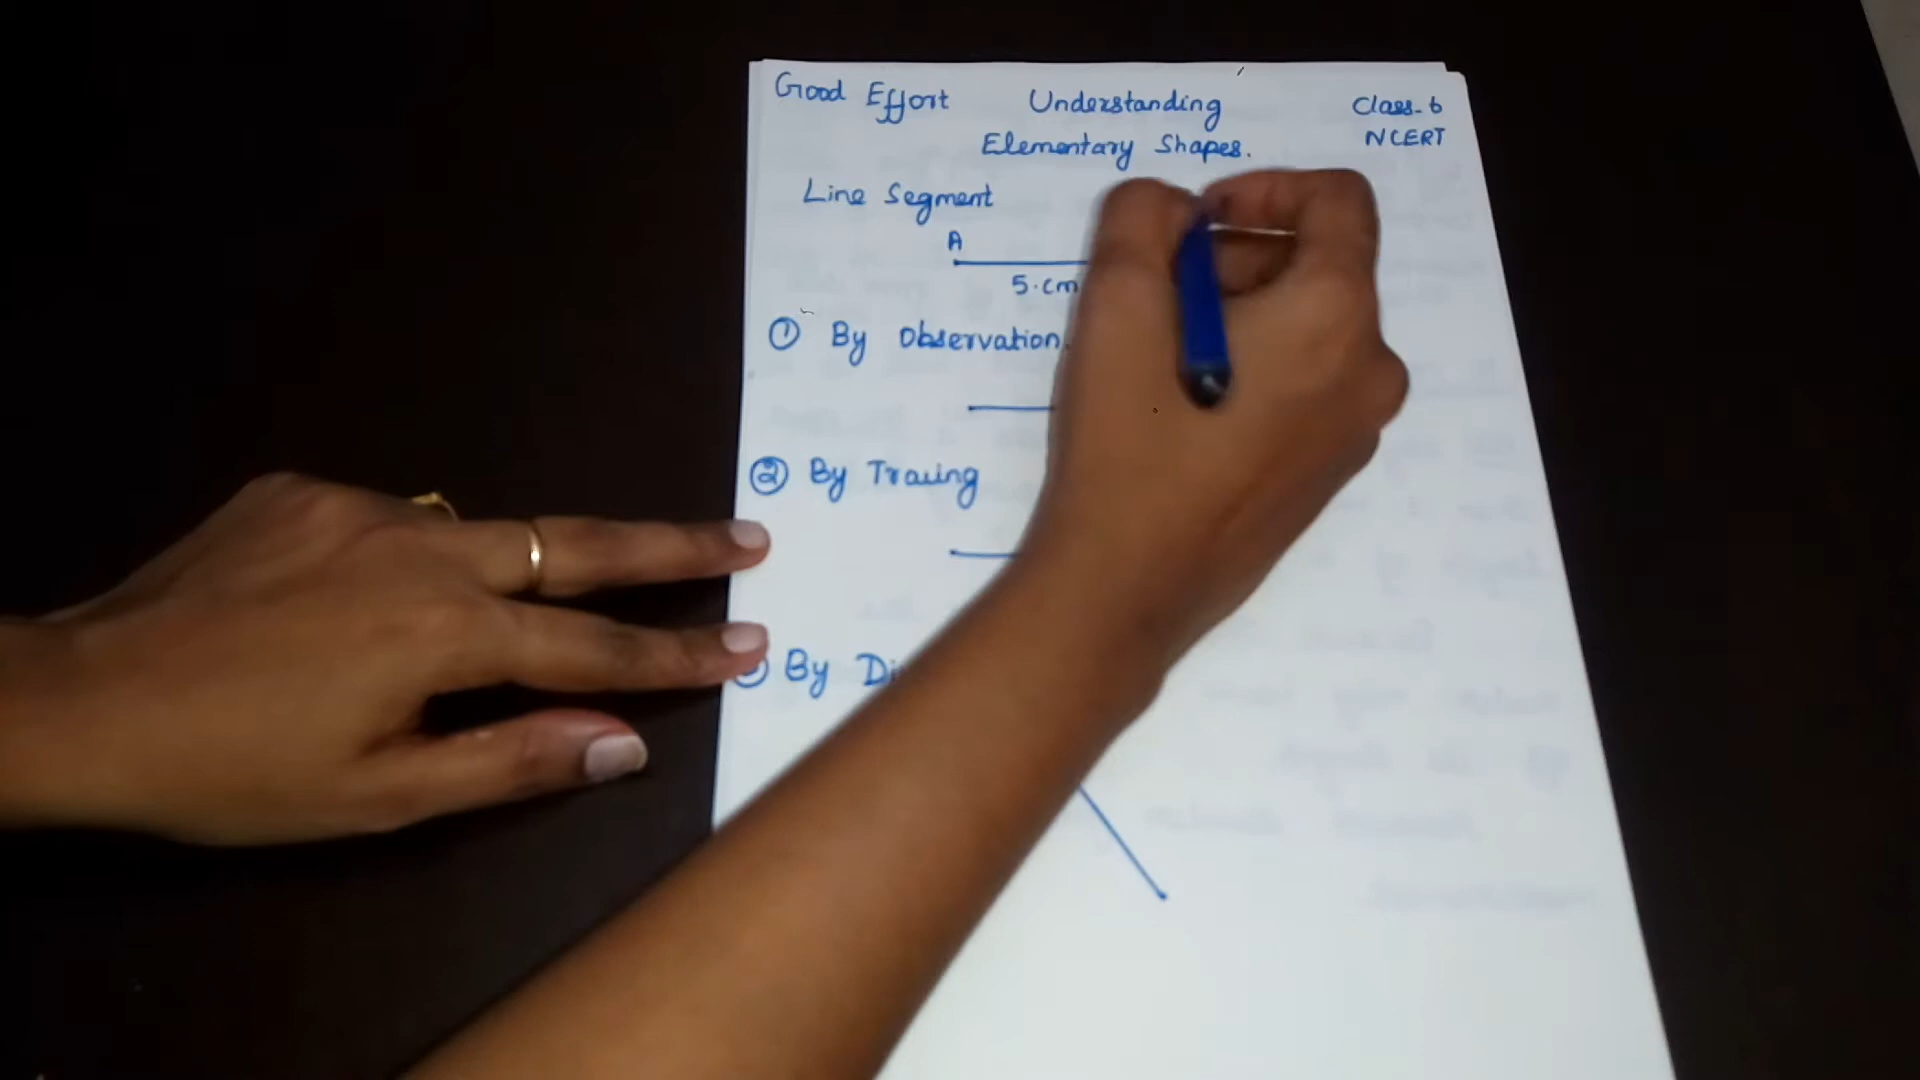 Good Effort Understanding Class-6
Elementary Shapes. NCERT
Line Segment
A
5.cm
① By Observation.
② By Tracing
By